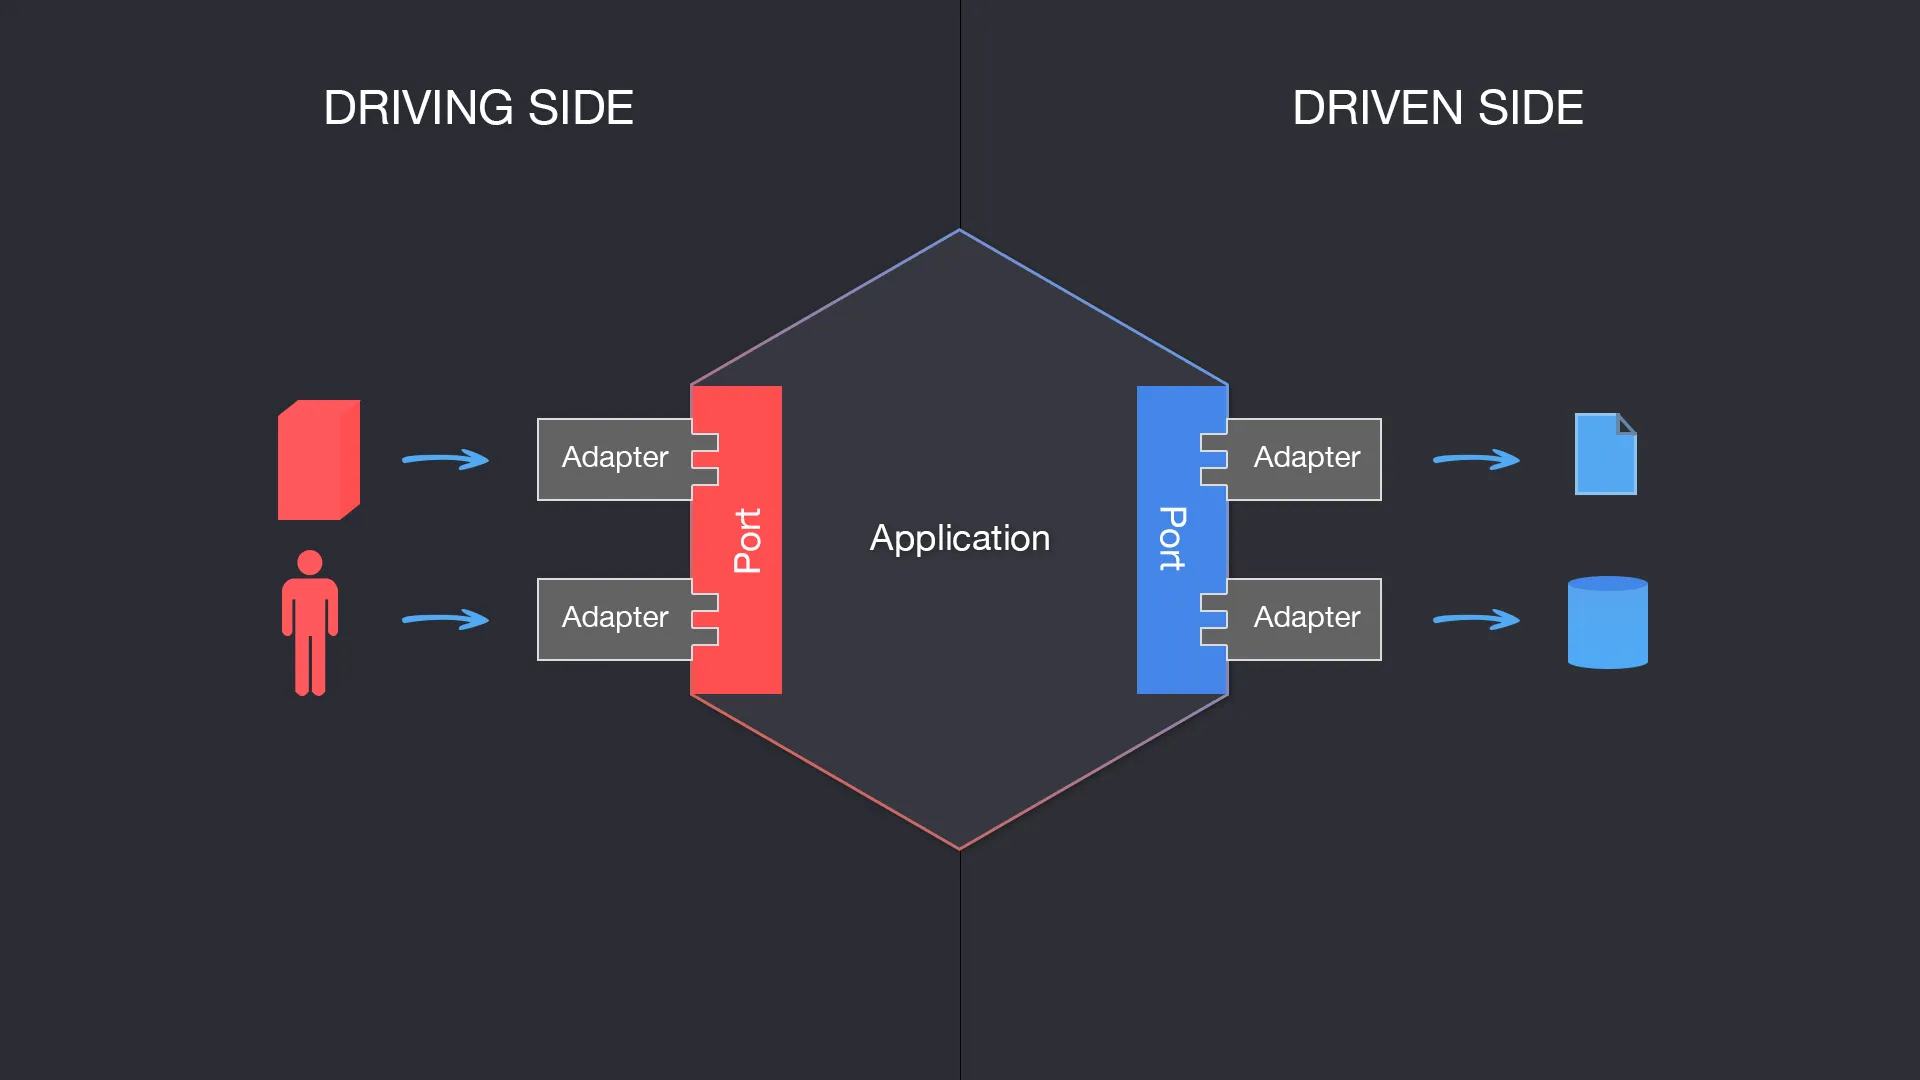 DRIVING SIDE
DRIVEN SIDE
Adapter
Adapter
Port
Application
Port
Adapter
Adapter